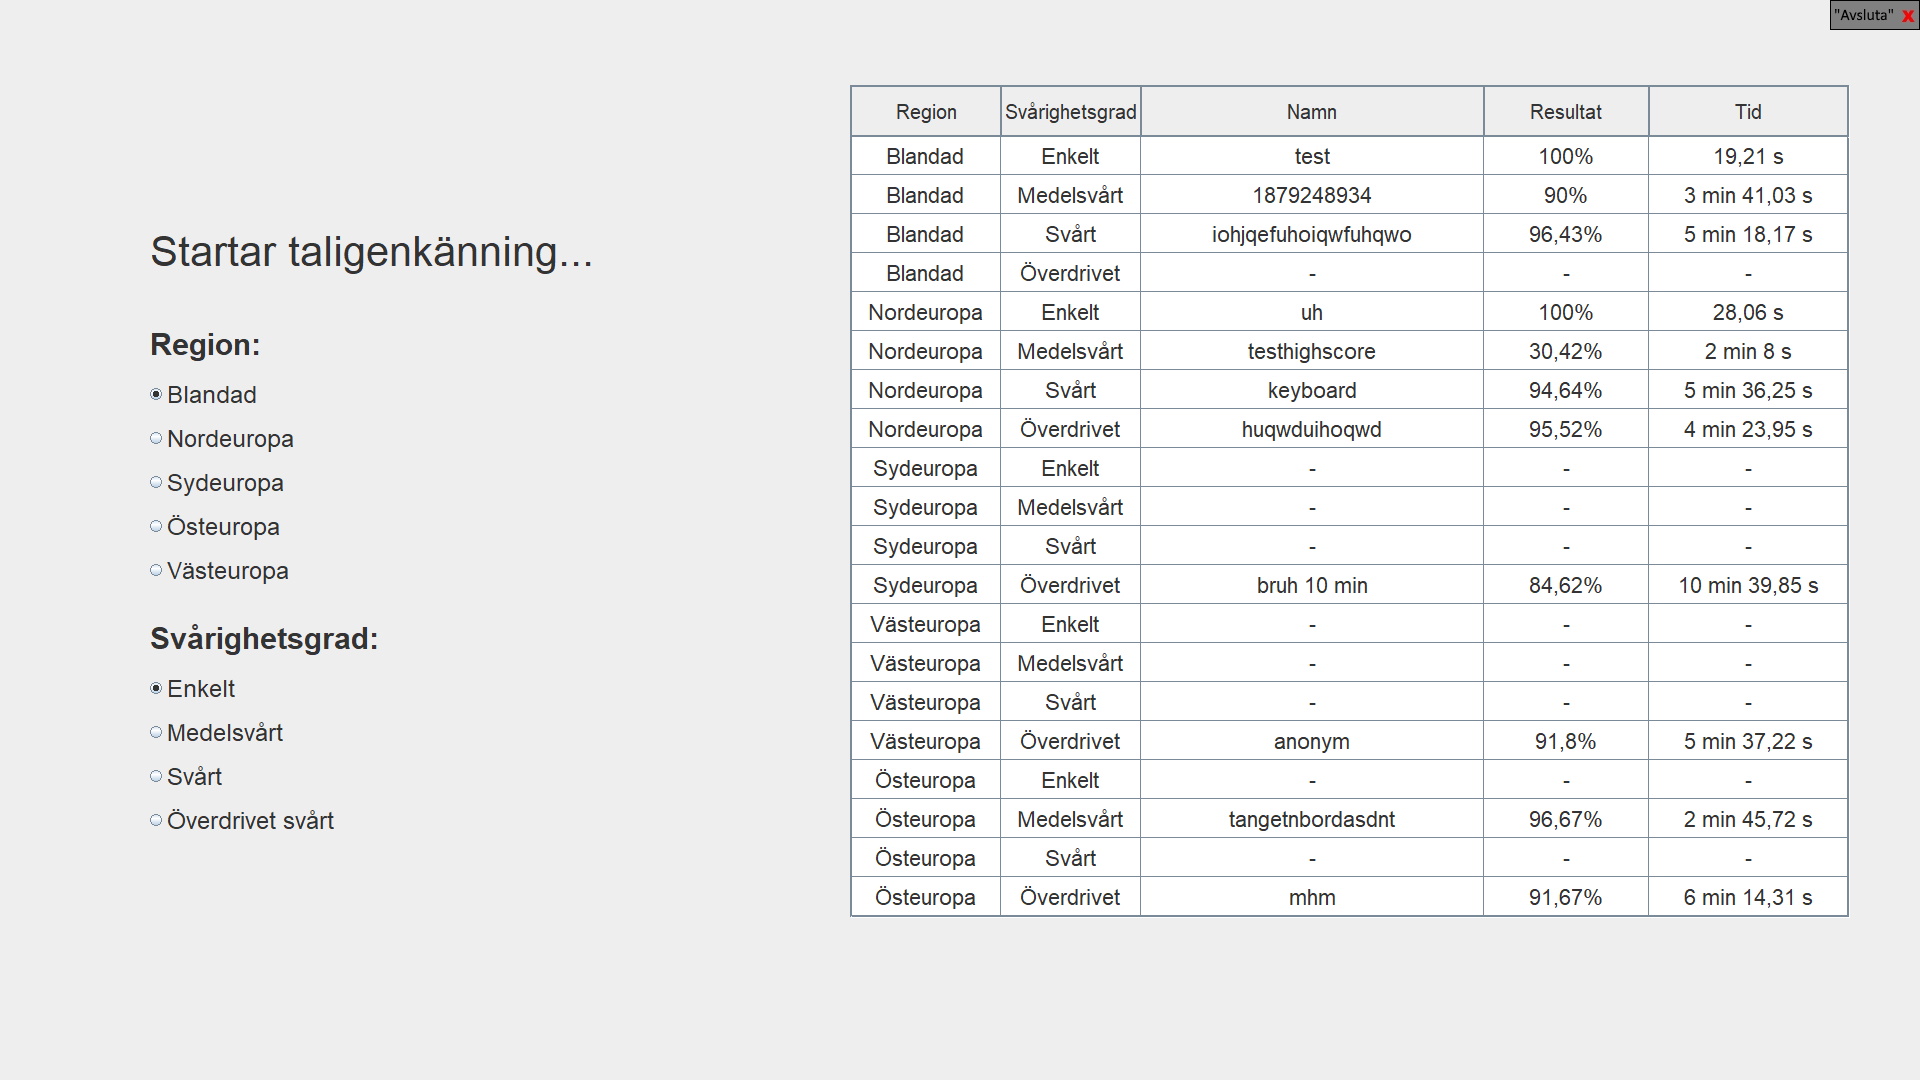 "Avsluta" X
Startar taligenkänning...
Region:
Blandad
Nordeuropa
Sydeuropa
Östeuropa
Västeuropa
Svårighetsgrad:
Enkelt
Medelsvårt
Svårt
Överdrivet svårt
Region Svårighetsgrad Namn Resultat Tid
Blandad Enkelt test 100% 19,21 s
Blandad Medelsvårt 1879248934 90% 3 min 41,03 s
Blandad Svårt iohjqefuhoiqwfuhqwo 96,43% 5 min 18,17 s
Blandad Överdrivet - - -
Nordeuropa Enkelt uh 100% 28,06 s
Nordeuropa Medelsvårt testhighscore 30,42% 2 min 8 s
Nordeuropa Svårt keyboard 94,64% 5 min 36,25 s
Nordeuropa Överdrivet huqwduihoqwd 95,52% 4 min 23,95 s
Sydeuropa Enkelt - - -
Sydeuropa Medelsvårt - - -
Sydeuropa Svårt - - -
Sydeuropa Överdrivet bruh 10 min 84,62% 10 min 39,85 s
Västeuropa Enkelt - - -
Västeuropa Medelsvårt - - -
Västeuropa Svårt - - -
Västeuropa Överdrivet anonym 91,8% 5 min 37,22 s
Östeuropa Enkelt - - -
Östeuropa Medelsvårt tangetnbordasdnt 96,67% 2 min 45,72 s
Östeuropa Svårt - - -
Östeuropa Överdrivet mhm 91,67% 6 min 14,31 s